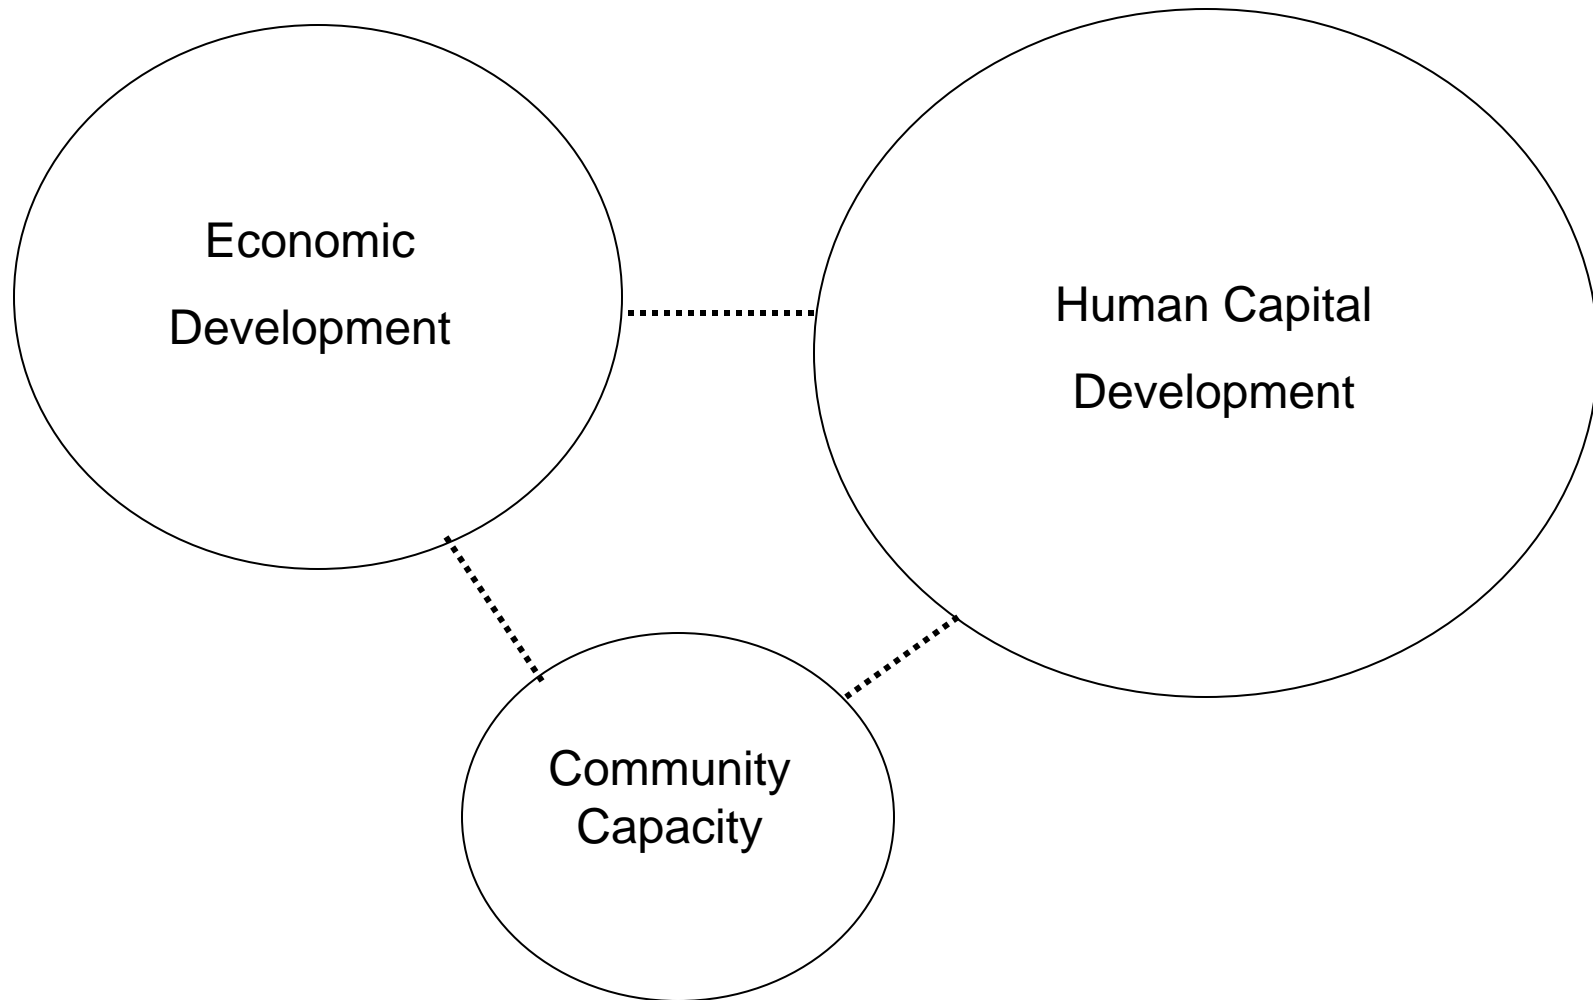 Economic
Development
Human Capital
Development
Community
Capacity